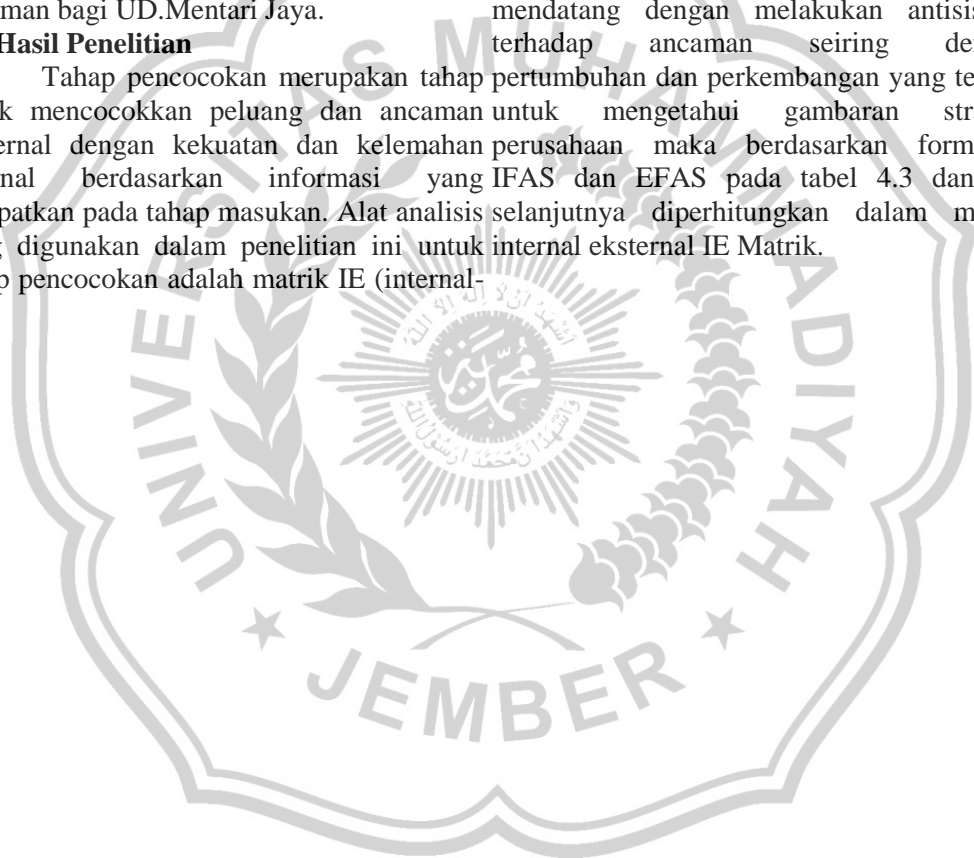 man bagi UD.Mentari Jaya.
Hasil Penelitian
Tahap pencocokan merupakan tahap
k mencocokkan peluang dan ancaman
ernal dengan kekuatan dan kelemahan
nal berdasarkan informasi yang
patkan pada tahap masukan. Alat analisis
g digunakan dalam penelitian ini untuk
p pencocokan adalah matrik IE (internal-
mendatang dengan melakukan antisi
terhadap ancaman seiring de
pertumbuhan dan perkembangan yang te
untuk mengetahui gambaran str
perusahaan maka berdasarkan form
IFAS dan EFAS pada tabel 4.3 dan
selanjutnya diperhitungkan dalam m
internal eksternal IE Matrik.
UNIVERSITAS MUHAMMADIYAH
JEMBER